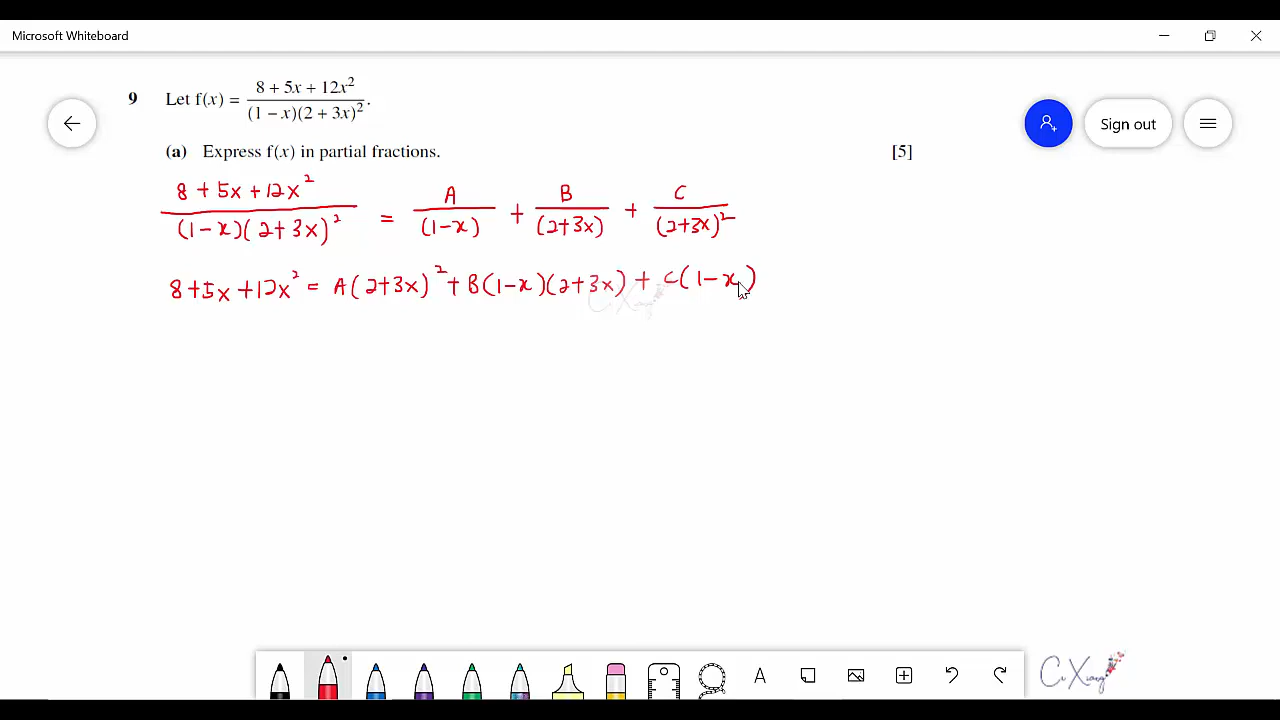 Microsoft Whiteboard
9 Let f(x) = (8 + 5x + 12x²)/((1 − x)(2 + 3x)²).
Sign out
(a) Express f(x) in partial fractions. [5]
(8 + 5x + 12x²)/((1−x)(2+3x)²) = A/(1−x) + B/(2+3x) + C/(2+3x)²
8+5x+12x² = A(2+3x)² + B(1−x)(2+3x) + C(1−x)
A